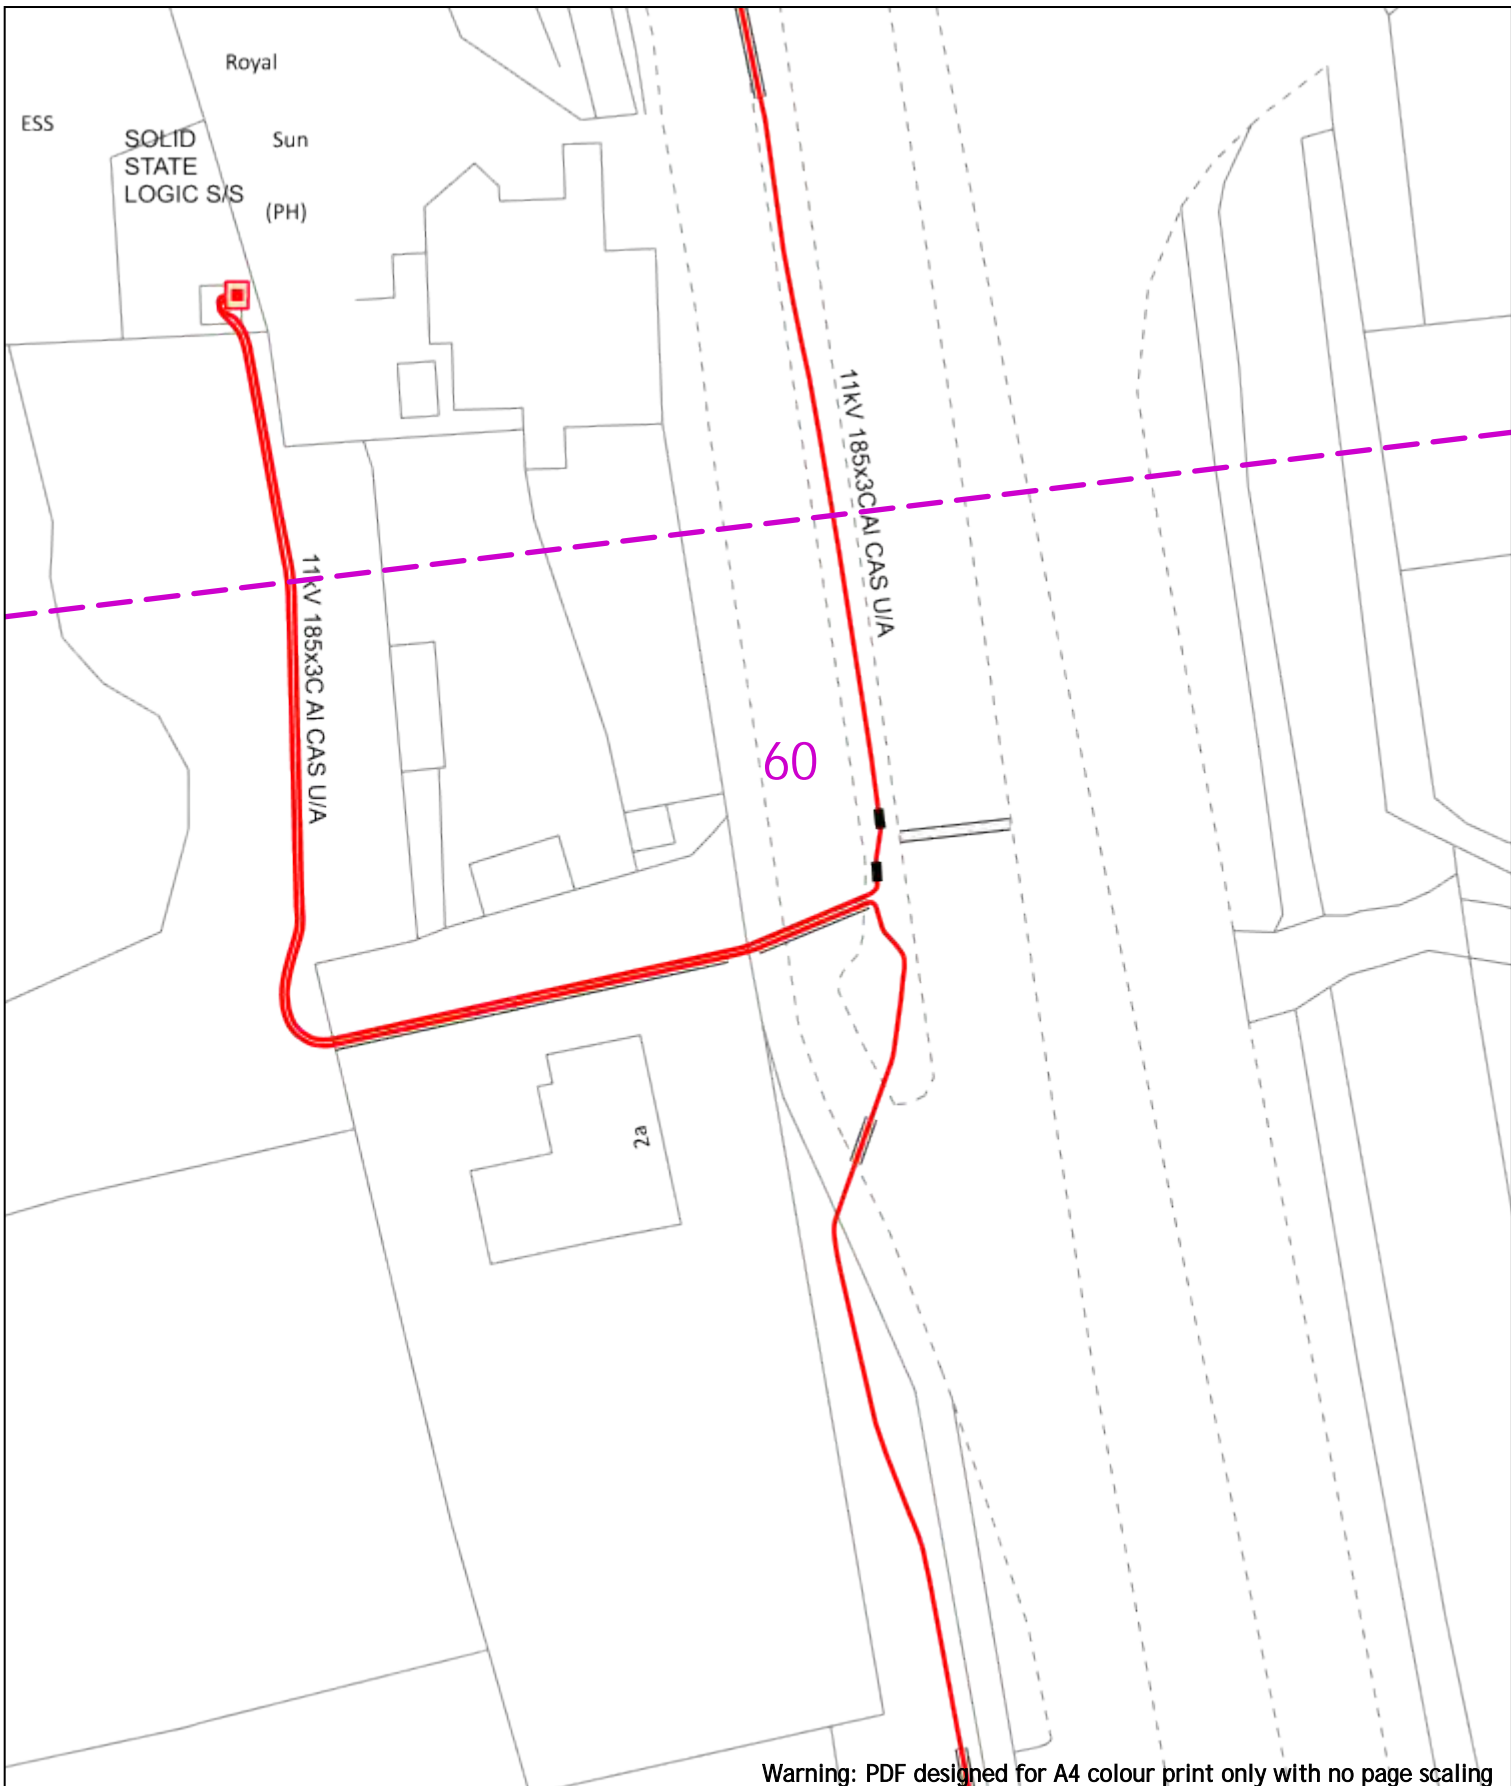 Royal
ESS
SOLID
STATE
LOGIC S/S
Sun
(PH)
11kV 185x3C Al CAS U/A
11kV 185x3C Al CAS U/A
60
2a
Warning: PDF designed for A4 colour print only with no page scaling